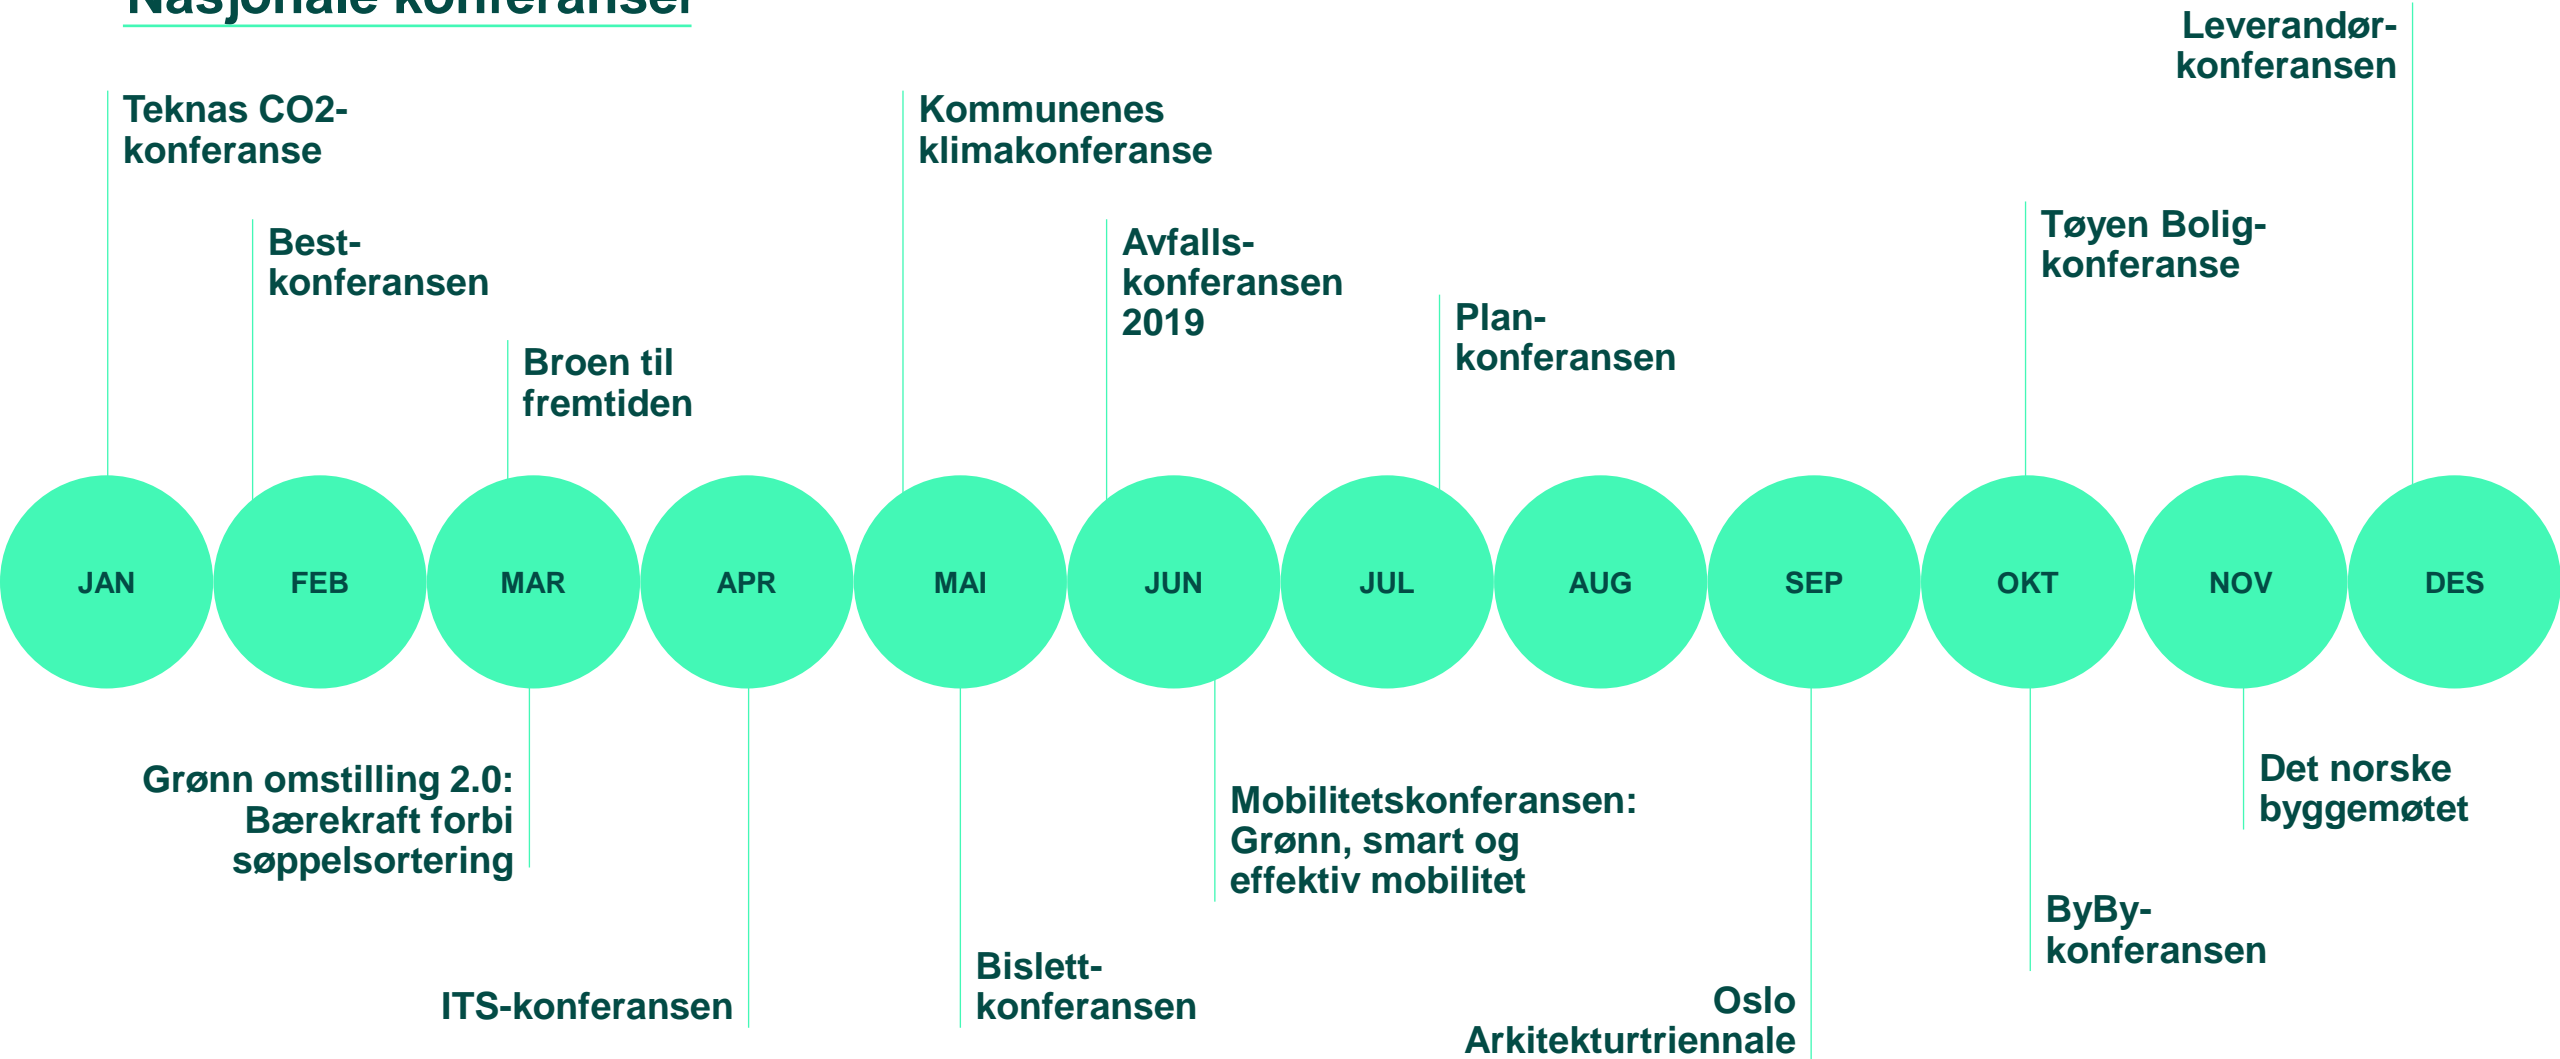 Nasjonale konferanser
Leverandør-
konferansen
Teknas CO2-
konferanse
Kommunenes
klimakonferanse
Best-
konferansen
Avfalls-
konferansen
2019
Tøyen Bolig-
konferanse
Plan-
konferansen
Broen til
fremtiden
JAN
FEB
MAR
APR
MAI
JUN
JUL
AUG
SEP
OKT
NOV
DES
Grønn omstilling 2.0:
Bærekraft forbi
søppelsortering
Mobilitetskonferansen:
Grønn, smart og
effektiv mobilitet
Det norske
byggemøtet
ByBy-
konferansen
ITS-konferansen
Bislett-
konferansen
Oslo
Arkitekturtriennale